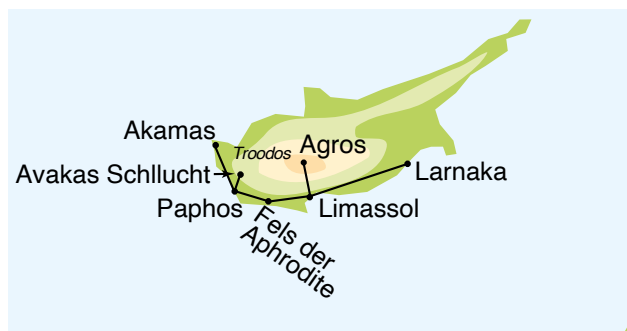 Akamas
Troodos
Agros
Avakas Schllucht
Larnaka
Paphos
Limassol
Fels der
Aphrodite